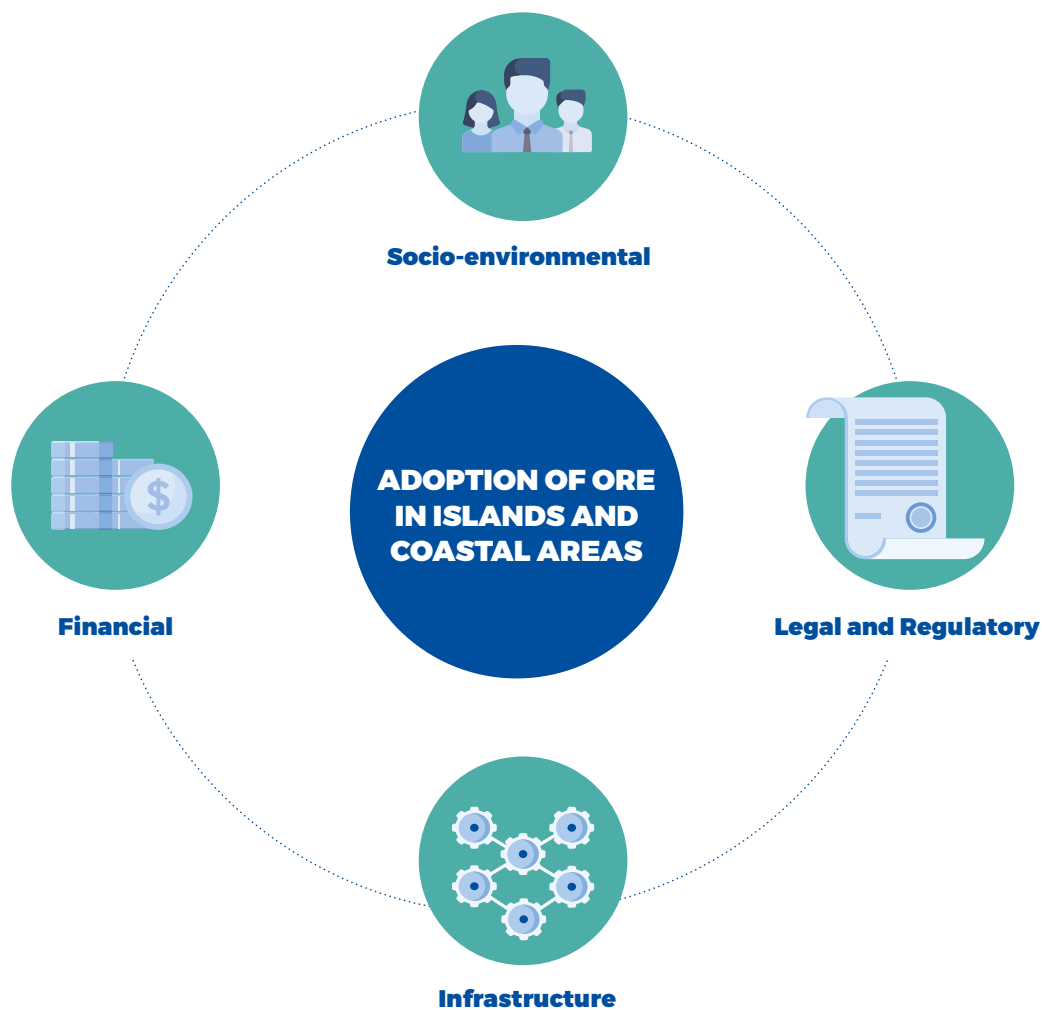 Socio-environmental
ADOPTION OF ORE
IN ISLANDS AND
COASTAL AREAS
$
Financial
Legal and Regulatory
Infrastructure